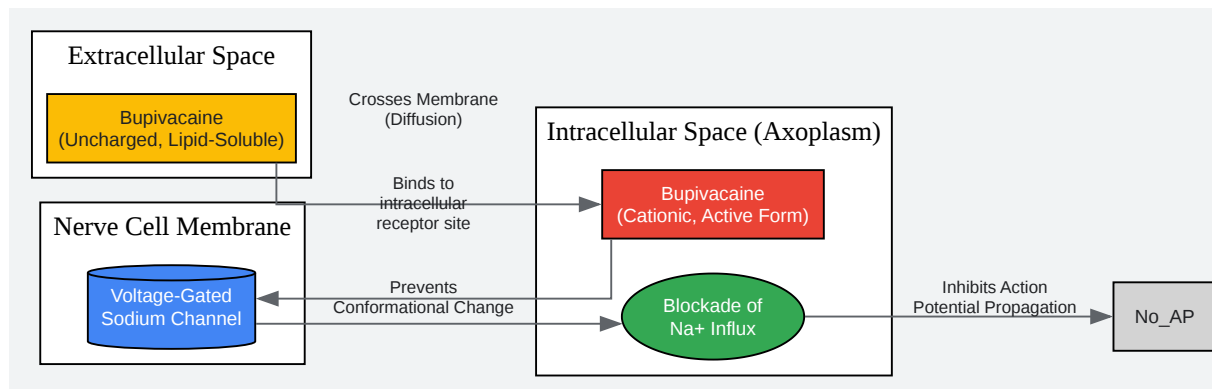 Extracellular Space
Bupivacaine
(Uncharged, Lipid-Soluble)
Crosses Membrane
(Diffusion)
Intracellular Space (Axoplasm)
Bupivacaine
(Cationic, Active Form)
Binds to
intracellular
receptor site
Nerve Cell Membrane
Voltage-Gated
Sodium Channel
Prevents
Conformational Change
Blockade of
Na+ Influx
Inhibits Action
Potential Propagation
No_AP